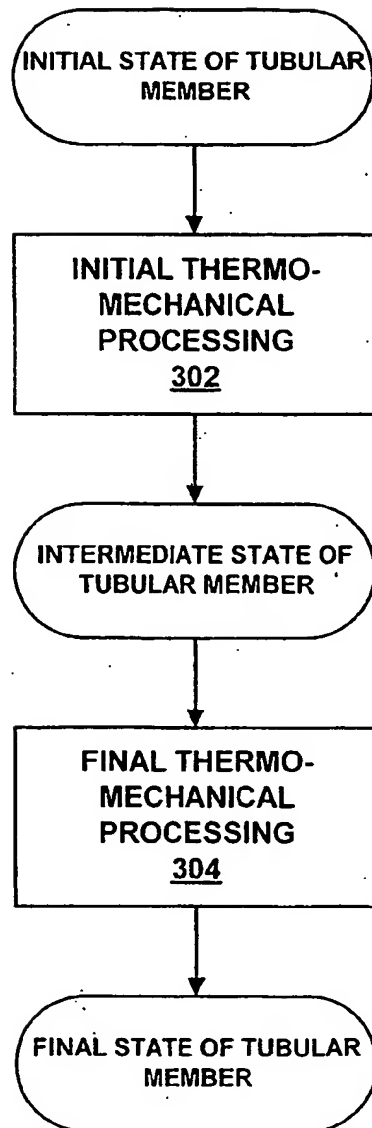 INITIAL STATE OF TUBULAR
MEMBER
INITIAL THERMO-
MECHANICAL
PROCESSING
302
INTERMEDIATE STATE OF
TUBULAR MEMBER
FINAL THERMO-
MECHANICAL
PROCESSING
304
FINAL STATE OF TUBULAR
MEMBER